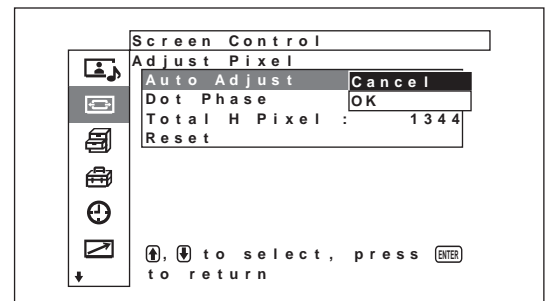 Screen Control
Adjust Pixel
Auto Adjust Cancel
Dot Phase OK
Total H Pixel : 1344
Reset
, to select, press ENTER
to return